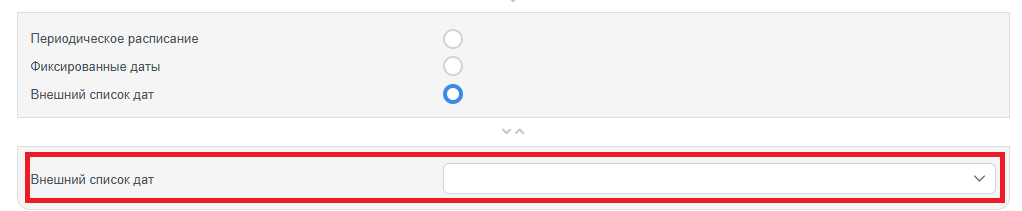 Периодическое расписание
Фиксированные даты
Внешний список дат
Внешний список дат